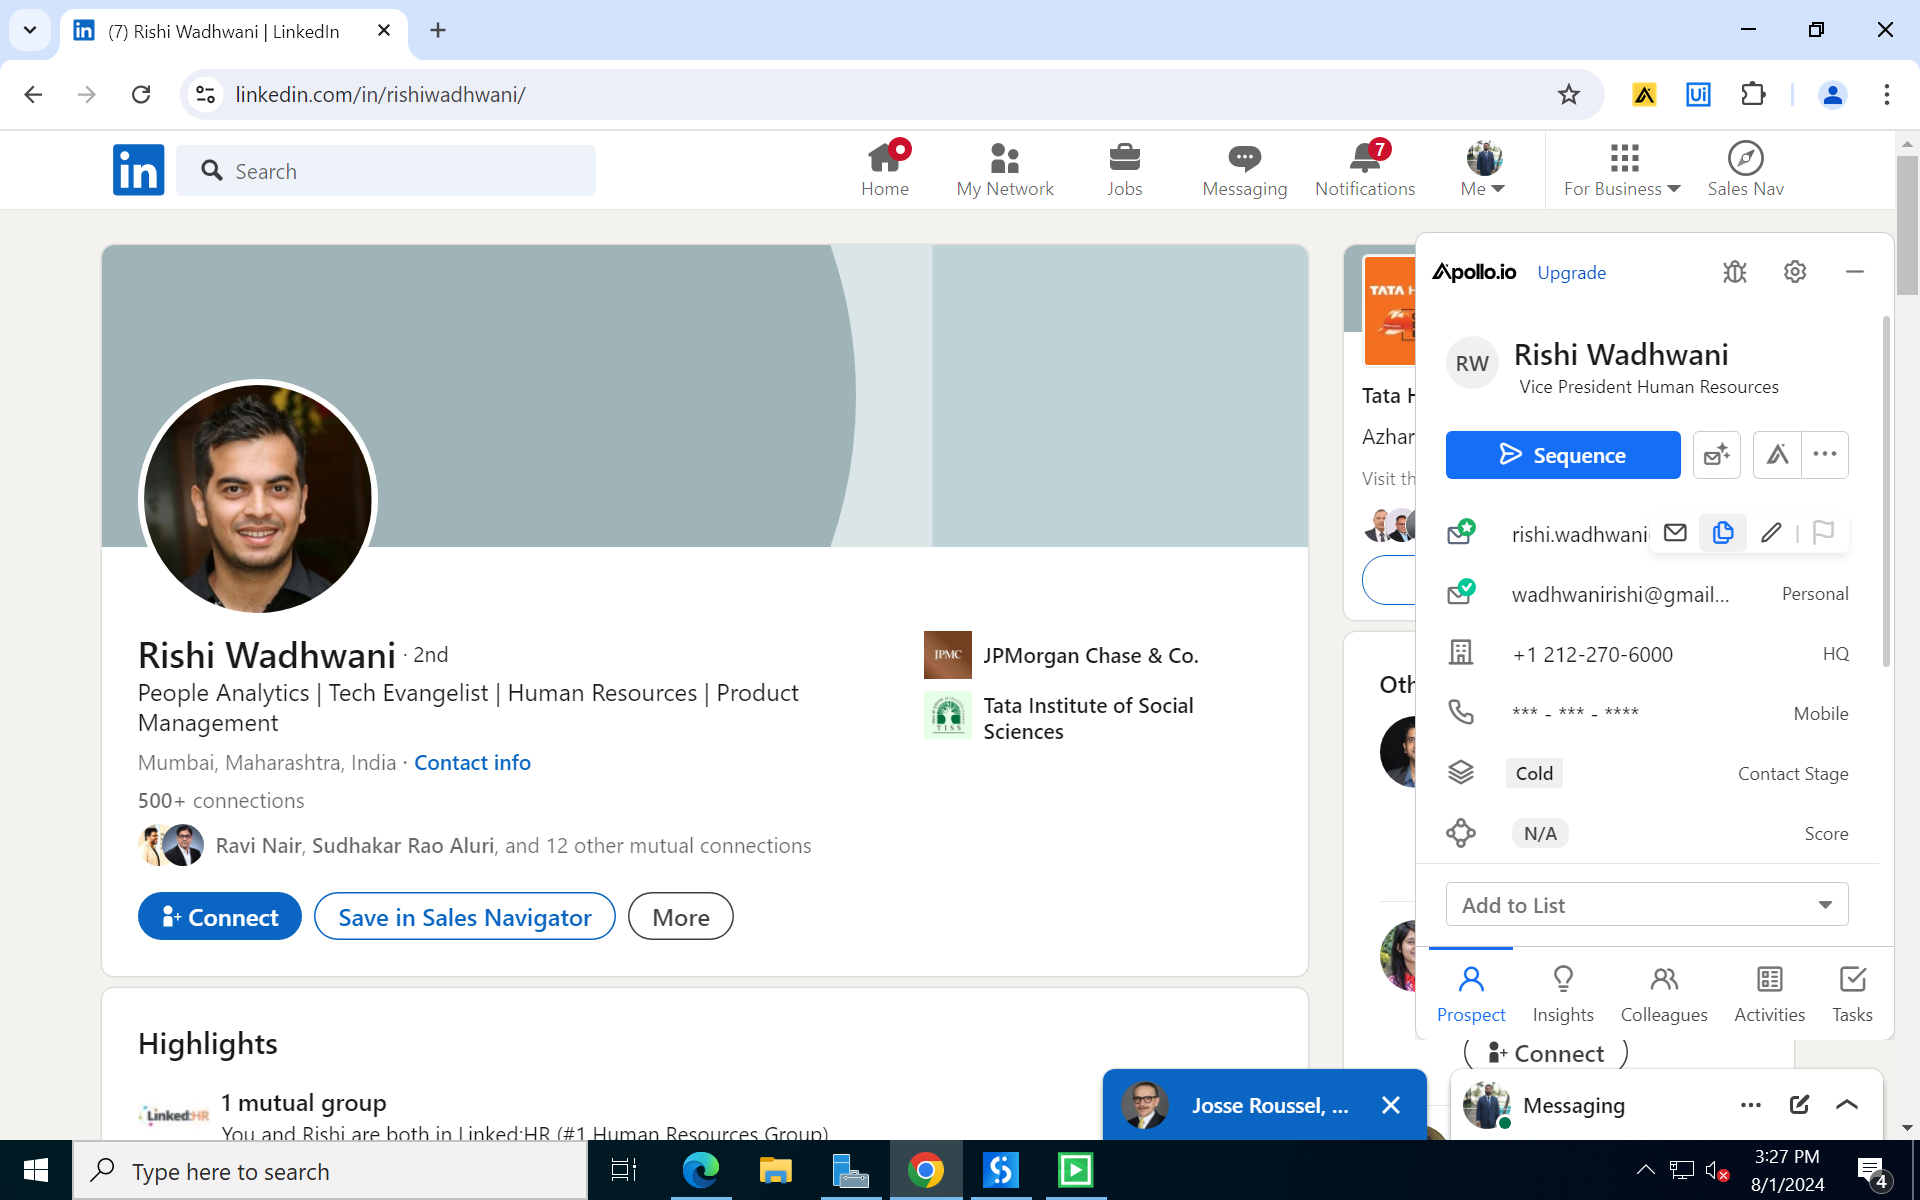 (7) Rishi Wadhwani | LinkedIn
linkedin.com/in/rishiwadhwani/
Ui
in
Search
Home
My Network
Jobs
Messaging
7
Notifications
Me
For Business
Sales Nav
TATA
Tata
Azhar
Visit th
Apollo.io
Upgrade
RW
Rishi Wadhwani
Vice President Human Resources
Sequence
rishi.wadhwani
wadhwanirishi@gmail...
Personal
+1 212-270-6000
HQ
*** - *** - ****
Mobile
Cold
Contact Stage
N/A
Score
Add to List
Prospect
Insights
Colleagues
Activities
Tasks
Rishi Wadhwani · 2nd
People Analytics | Tech Evangelist | Human Resources | Product
Management
Mumbai, Maharashtra, India · Contact info
500+ connections
Ravi Nair, Sudhakar Rao Aluri, and 12 other mutual connections
JPMC
JPMorgan Chase & Co.
TISS
Tata Institute of Social
Sciences
Connect
Save in Sales Navigator
More
Highlights
Linked:HR
1 mutual group
You and Rishi are both in Linked:HR (#1 Human Resources Group)
Connect
Josse Roussel, ...
Messaging
Type here to search
3:27 PM
8/1/2024
4